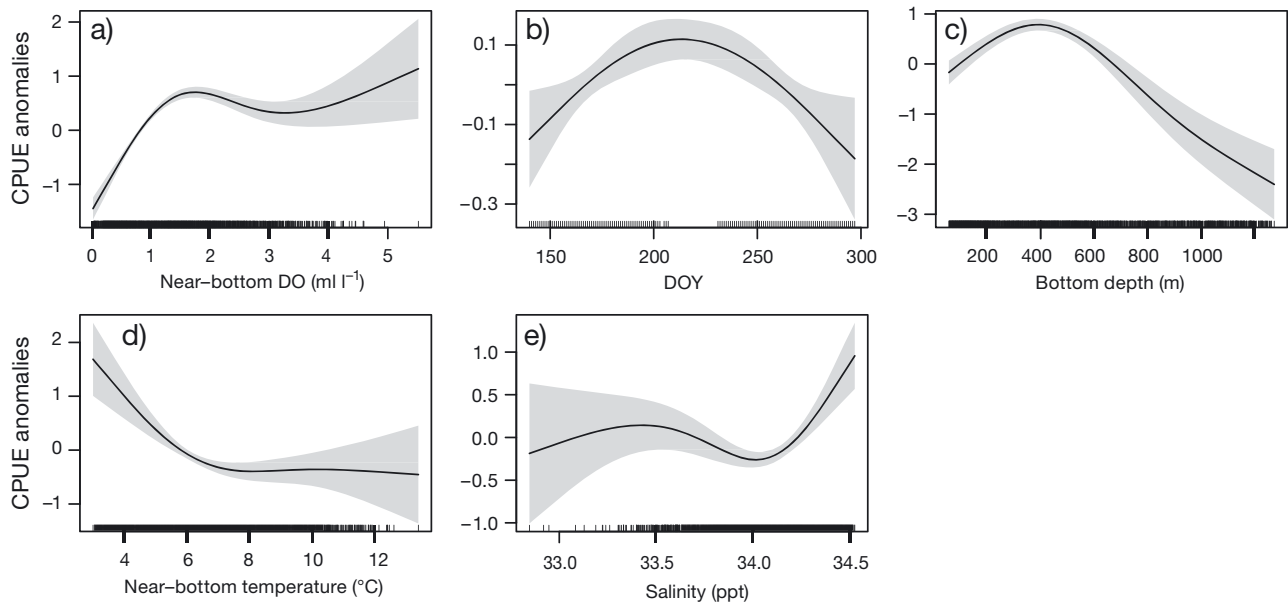 a)
CPUE anomalies
2
1
0
−1
0 1 2 3 4 5
Near–bottom DO (ml l⁻¹)
b)
0.1
−0.1
−0.3
150 200 250 300
DOY
c)
1
0
−1
−2
−3
200 400 600 800 1000
Bottom depth (m)
d)
CPUE anomalies
2
1
0
−1
4 6 8 10 12
Near–bottom temperature (°C)
e)
1.0
0.5
0.0
−0.5
−1.0
33.0 33.5 34.0 34.5
Salinity (ppt)